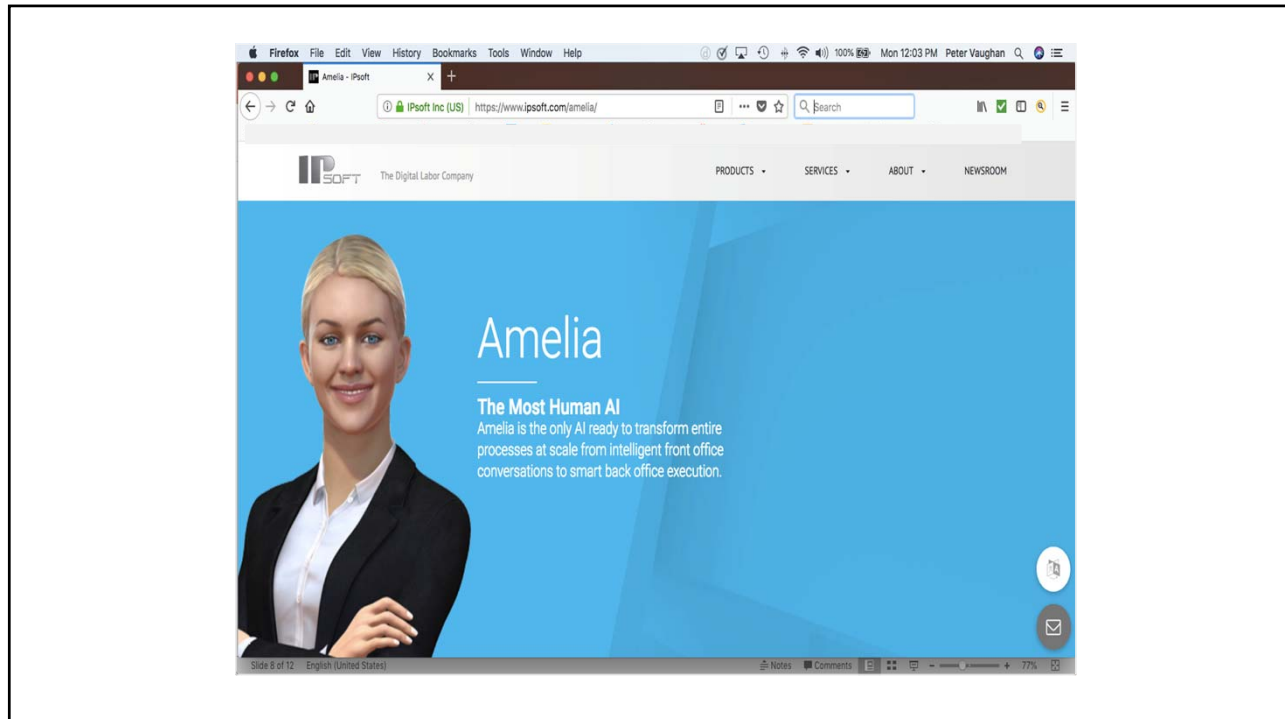 Firefox File Edit View History Bookmarks Tools Window Help 100% Mon 12:03 PM Peter Vaughan
Amelia - IPsoft
IPsoft Inc (US) https://www.ipsoft.com/amelia/ Search
IPSOFT The Digital Labor Company PRODUCTS SERVICES ABOUT NEWSROOM
Amelia
The Most Human AI
Amelia is the only AI ready to transform entire
processes at scale from intelligent front office
conversations to smart back office execution.
Slide 8 of 12 English (United States) Notes Comments 77%